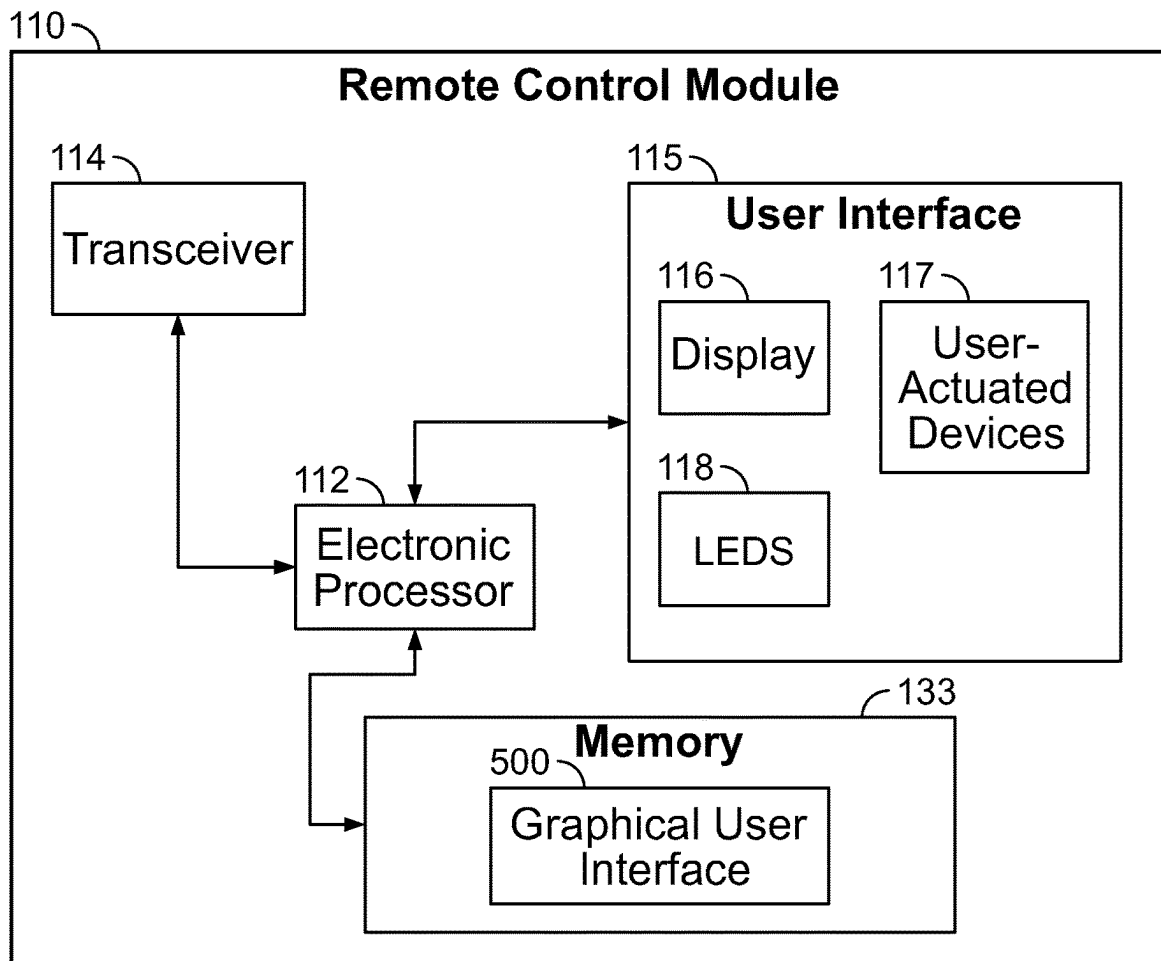 110
Remote Control Module
114
Transceiver
115
User Interface
116
Display
117
User-
Actuated
Devices
118
LEDS
112
Electronic
Processor
133
Memory
500
Graphical User
Interface